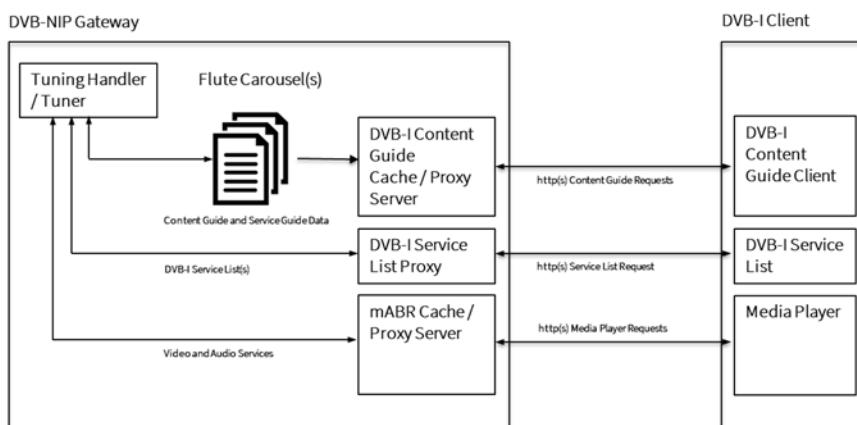 DVB-NIP Gateway
DVB-I Client
Tuning Handler
/ Tuner
Flute Carousel(s)
DVB-I Content
Guide
Cache / Proxy
Server
Content Guide and Service Guide Data
http(s) Content Guide Requests
DVB-I
Content
Guide Client
DVB-I Service
List Proxy
DVB-I Service List(s)
http(s) Service List Request
DVB-I Service
List
mABR Cache /
Proxy Server
Video and Audio Services
http(s) Media Player Requests
Media Player